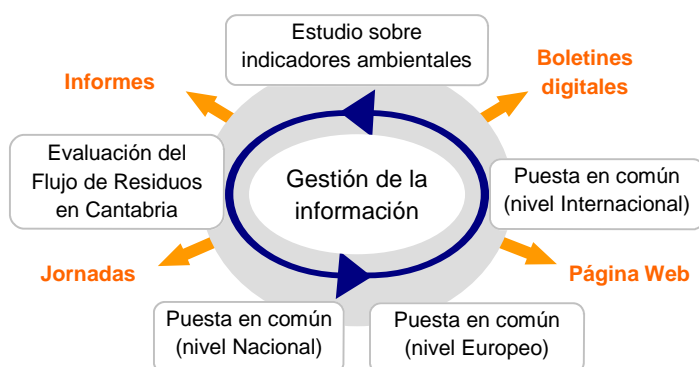 Estudio sobre
indicadores ambientales
Informes
Boletines
digitales
Evaluación del
Flujo de Residuos
en Cantabria
Gestión de la
información
Puesta en común
(nivel Internacional)
Jornadas
Página Web
Puesta en común
(nivel Nacional)
Puesta en común
(nivel Europeo)